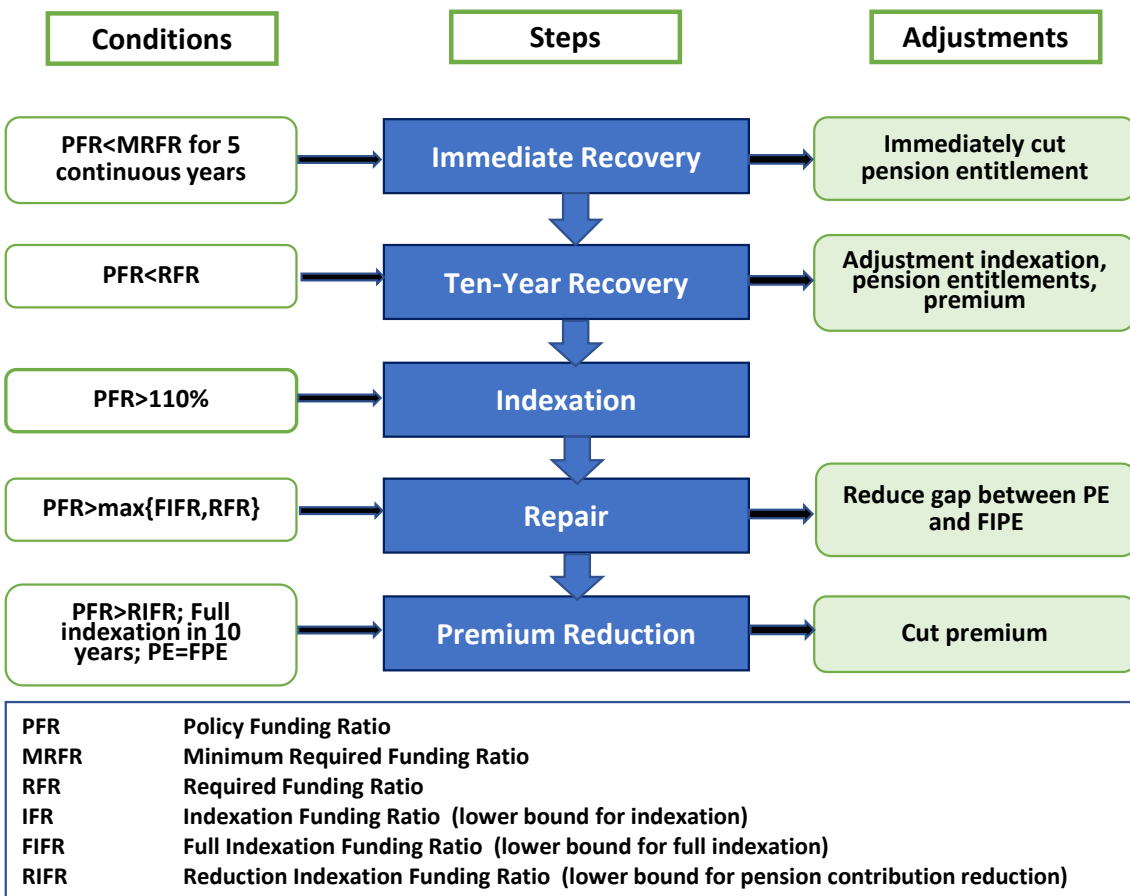 Conditions
Steps
Adjustments
PFR<MRFR for 5
continuous years
Immediate Recovery
Immediately cut
pension entitlement
PFR<RFR
Ten-Year Recovery
Adjustment indexation,
pension entitlements,
premium
PFR>110%
Indexation
PFR>max{FIFR,RFR}
Repair
Reduce gap between PE
and FIPE
PFR>RIFR; Full
indexation in 10
years; PE=FPE
Premium Reduction
Cut premium
PFR Policy Funding Ratio
MRFR Minimum Required Funding Ratio
RFR Required Funding Ratio
IFR Indexation Funding Ratio (lower bound for indexation)
FIFR Full Indexation Funding Ratio (lower bound for full indexation)
RIFR Reduction Indexation Funding Ratio (lower bound for pension contribution reduction)